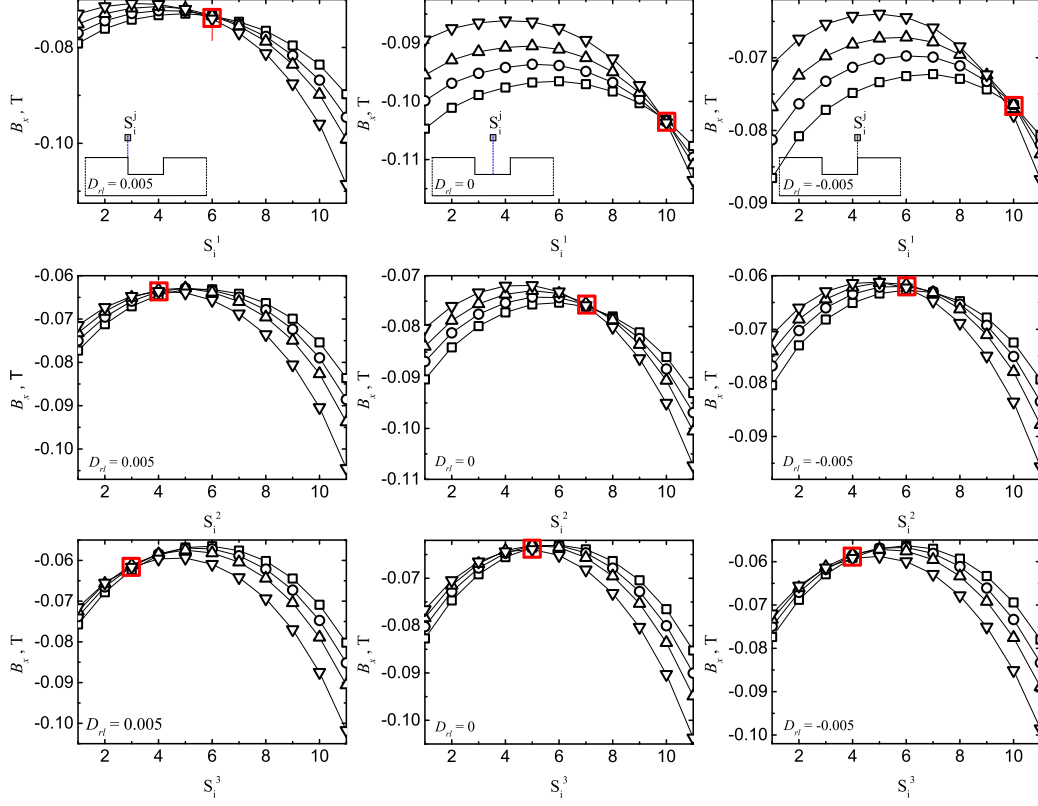 -0.08
-0.10
B_x, T
S_i^j
D_rl = 0.005
2 4 6 8 10
S_i^1
-0.09
-0.10
-0.11
B_x, T
S_i^j
D_rl = 0
2 4 6 8 10
S_i^1
-0.07
-0.08
-0.09
B_x, T
S_i^j
D_rl = -0.005
2 4 6 8 10
S_i^1
-0.06
-0.07
-0.08
-0.09
-0.10
B_x, T
D_rl = 0.005
2 4 6 8 10
S_i^2
-0.07
-0.08
-0.09
-0.10
-0.11
B_x, T
D_rl = 0
2 4 6 8 10
S_i^2
-0.06
-0.07
-0.08
-0.09
B_x, T
D_rl = -0.005
2 4 6 8 10
S_i^2
-0.06
-0.07
-0.08
-0.09
-0.10
B_x, T
D_rl = 0.005
2 4 6 8 10
S_i^3
-0.07
-0.08
-0.09
-0.10
B_x, T
D_rl = 0
2 4 6 8 10
S_i^3
-0.06
-0.07
-0.08
-0.09
-0.10
B_x, T
D_rl = -0.005
2 4 6 8 10
S_i^3